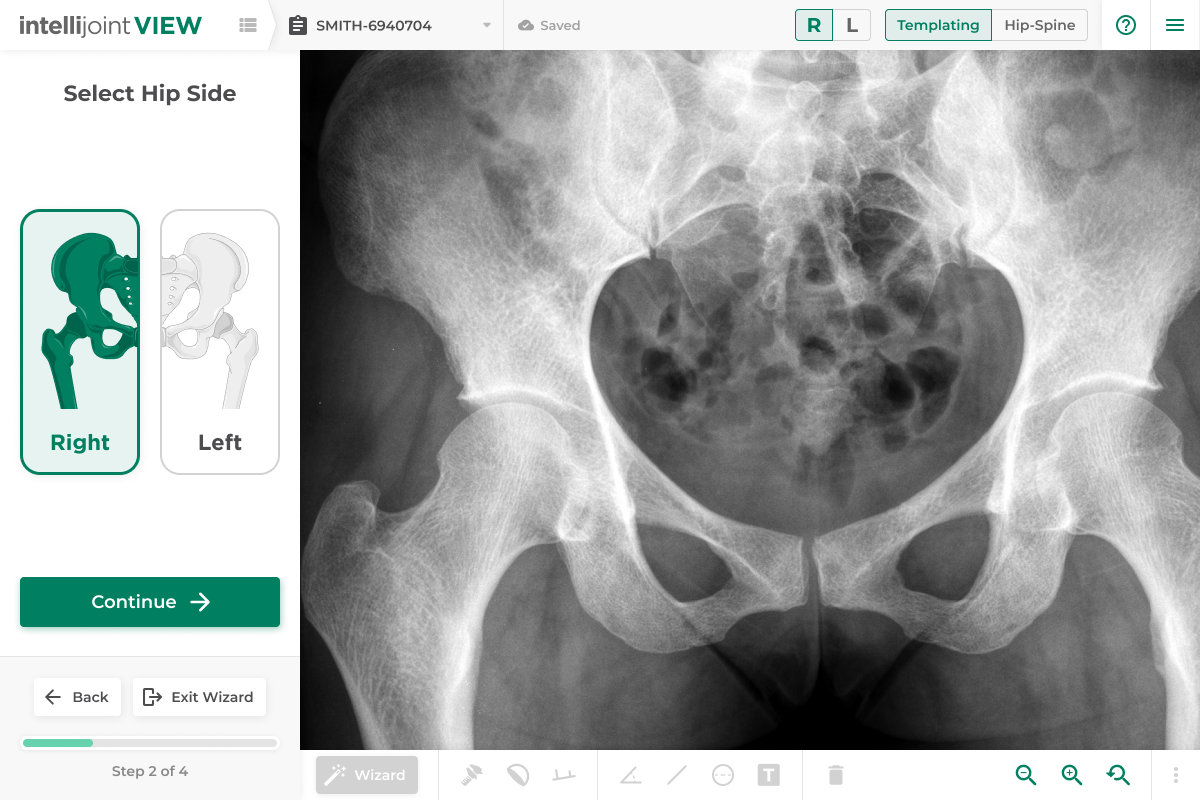 intellijoint VIEW
SMITH-6940704
Saved
R L
Templating Hip-Spine
Select Hip Side
Right Left
Continue
Back Exit Wizard
Step 2 of 4
Wizard
T